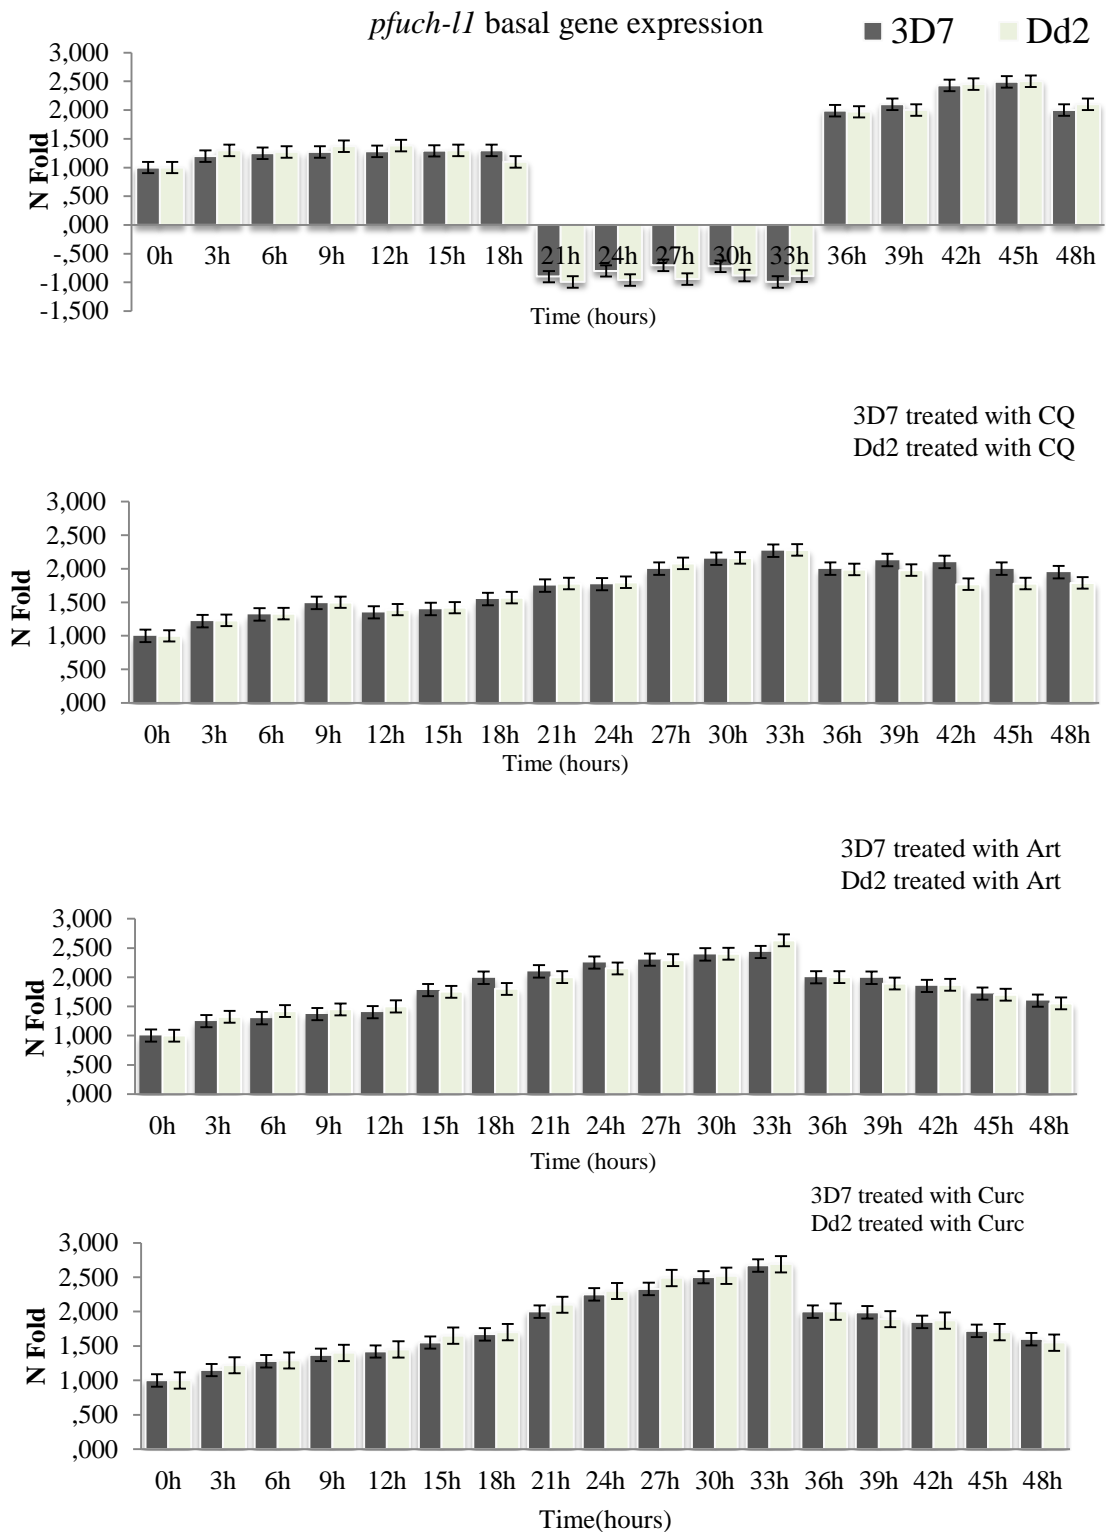 pfuch-l1 basal gene expression
3D7 Dd2
3,000
2,500
2,000
1,500
1,000
,500
,000
-,500
-1,000
-1,500
N Fold
0h 3h 6h 9h 12h 15h 18h 21h 24h 27h 30h 33h 36h 39h 42h 45h 48h
Time (hours)
3D7 treated with CQ
Dd2 treated with CQ
3,000
2,500
2,000
1,500
1,000
,500
,000
N Fold
0h 3h 6h 9h 12h 15h 18h 21h 24h 27h 30h 33h 36h 39h 42h 45h 48h
Time (hours)
3D7 treated with Art
Dd2 treated with Art
3,000
2,500
2,000
1,500
1,000
,500
,000
N Fold
0h 3h 6h 9h 12h 15h 18h 21h 24h 27h 30h 33h 36h 39h 42h 45h 48h
Time (hours)
3D7 treated with Curc
Dd2 treated with Curc
3,000
2,500
2,000
1,500
1,000
,500
,000
N Fold
0h 3h 6h 9h 12h 15h 18h 21h 24h 27h 30h 33h 36h 39h 42h 45h 48h
Time(hours)